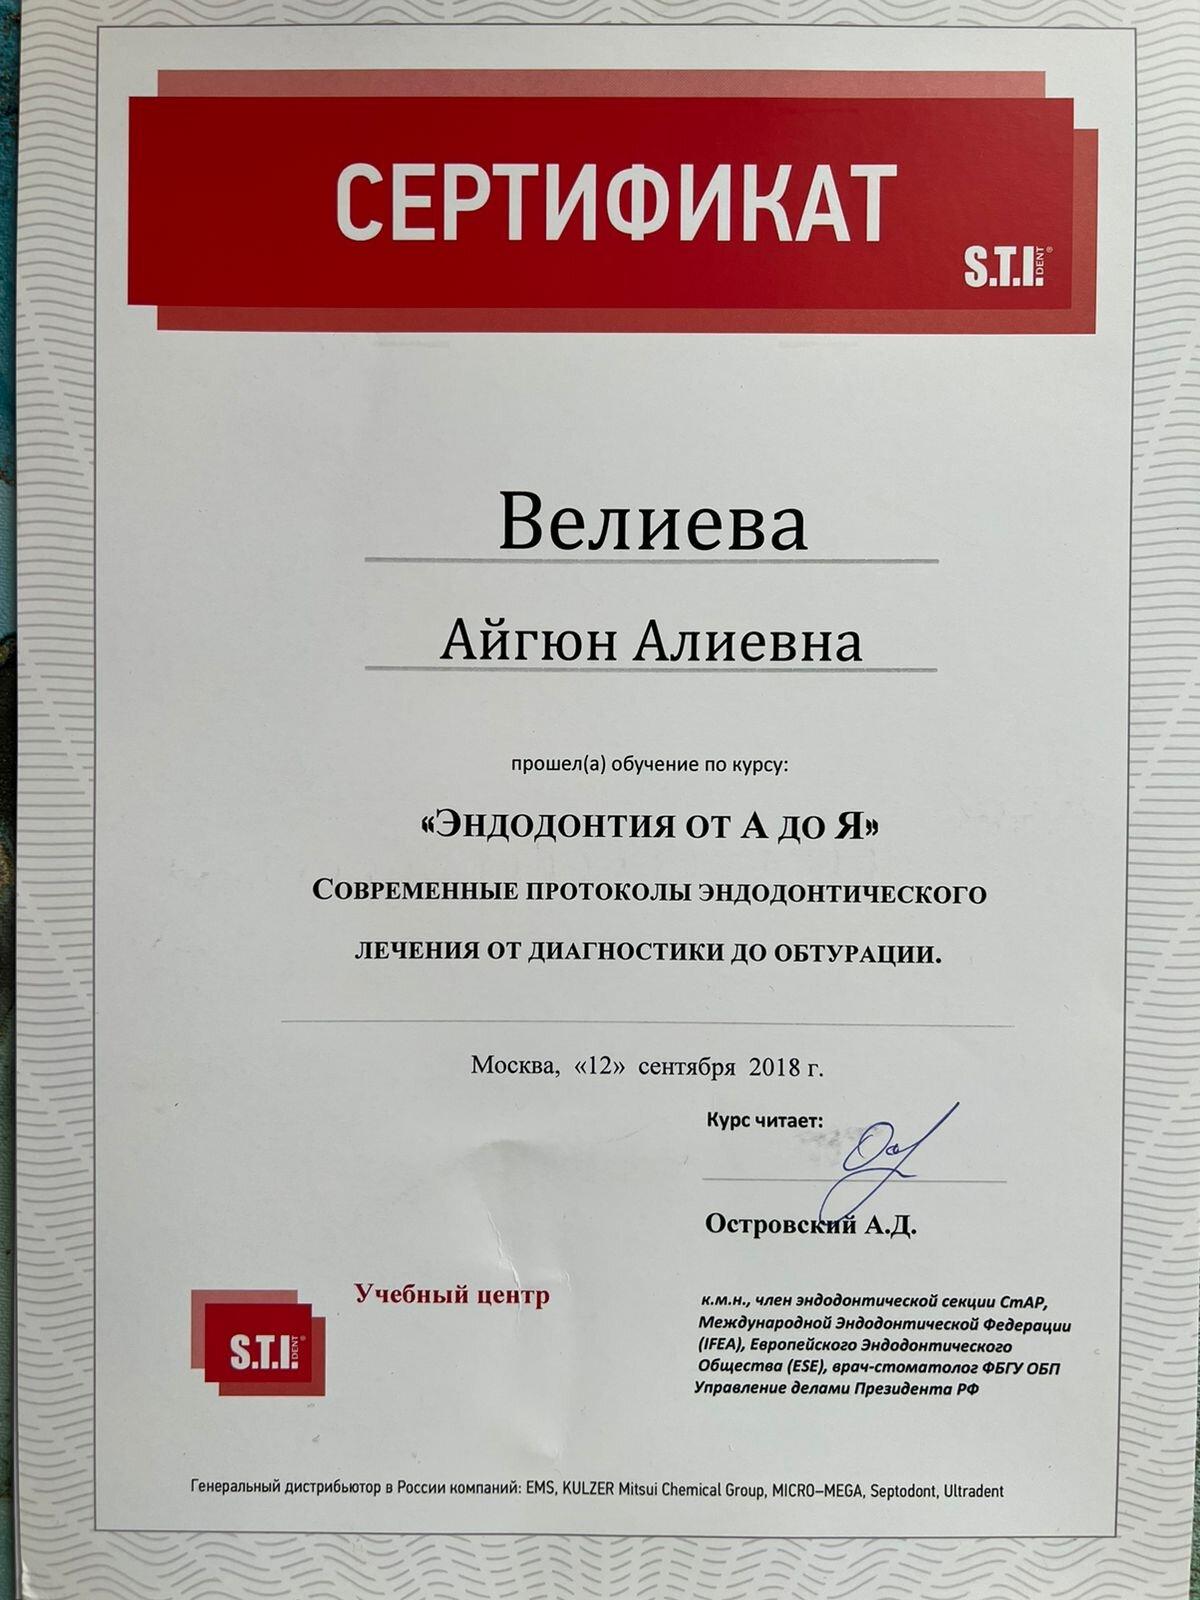 СЕРТИФИКАТ
S.T.I. DENT®
Велиева
Айгюн Алиевна
прошел(а) обучение по курсу:
«Эндодонтия от А до Я»
Современные протоколы эндодонтического
лечения от диагностики до обтурации.
Москва, «12» сентября 2018 г.
Курс читает:
Островский А.Д.
Учебный центр
S.T.I. DENT®
к.м.н., член эндодонтической секции СтАР,
Международной Эндодонтической Федерации
(IFEA), Европейского Эндодонтического
Общества (ESE), врач-стоматолог ФБГУ ОБП
Управление делами Президента РФ
Генеральный дистрибьютор в России компаний: EMS, KULZER Mitsui Chemical Group, MICRO–MEGA, Septodont, Ultradent